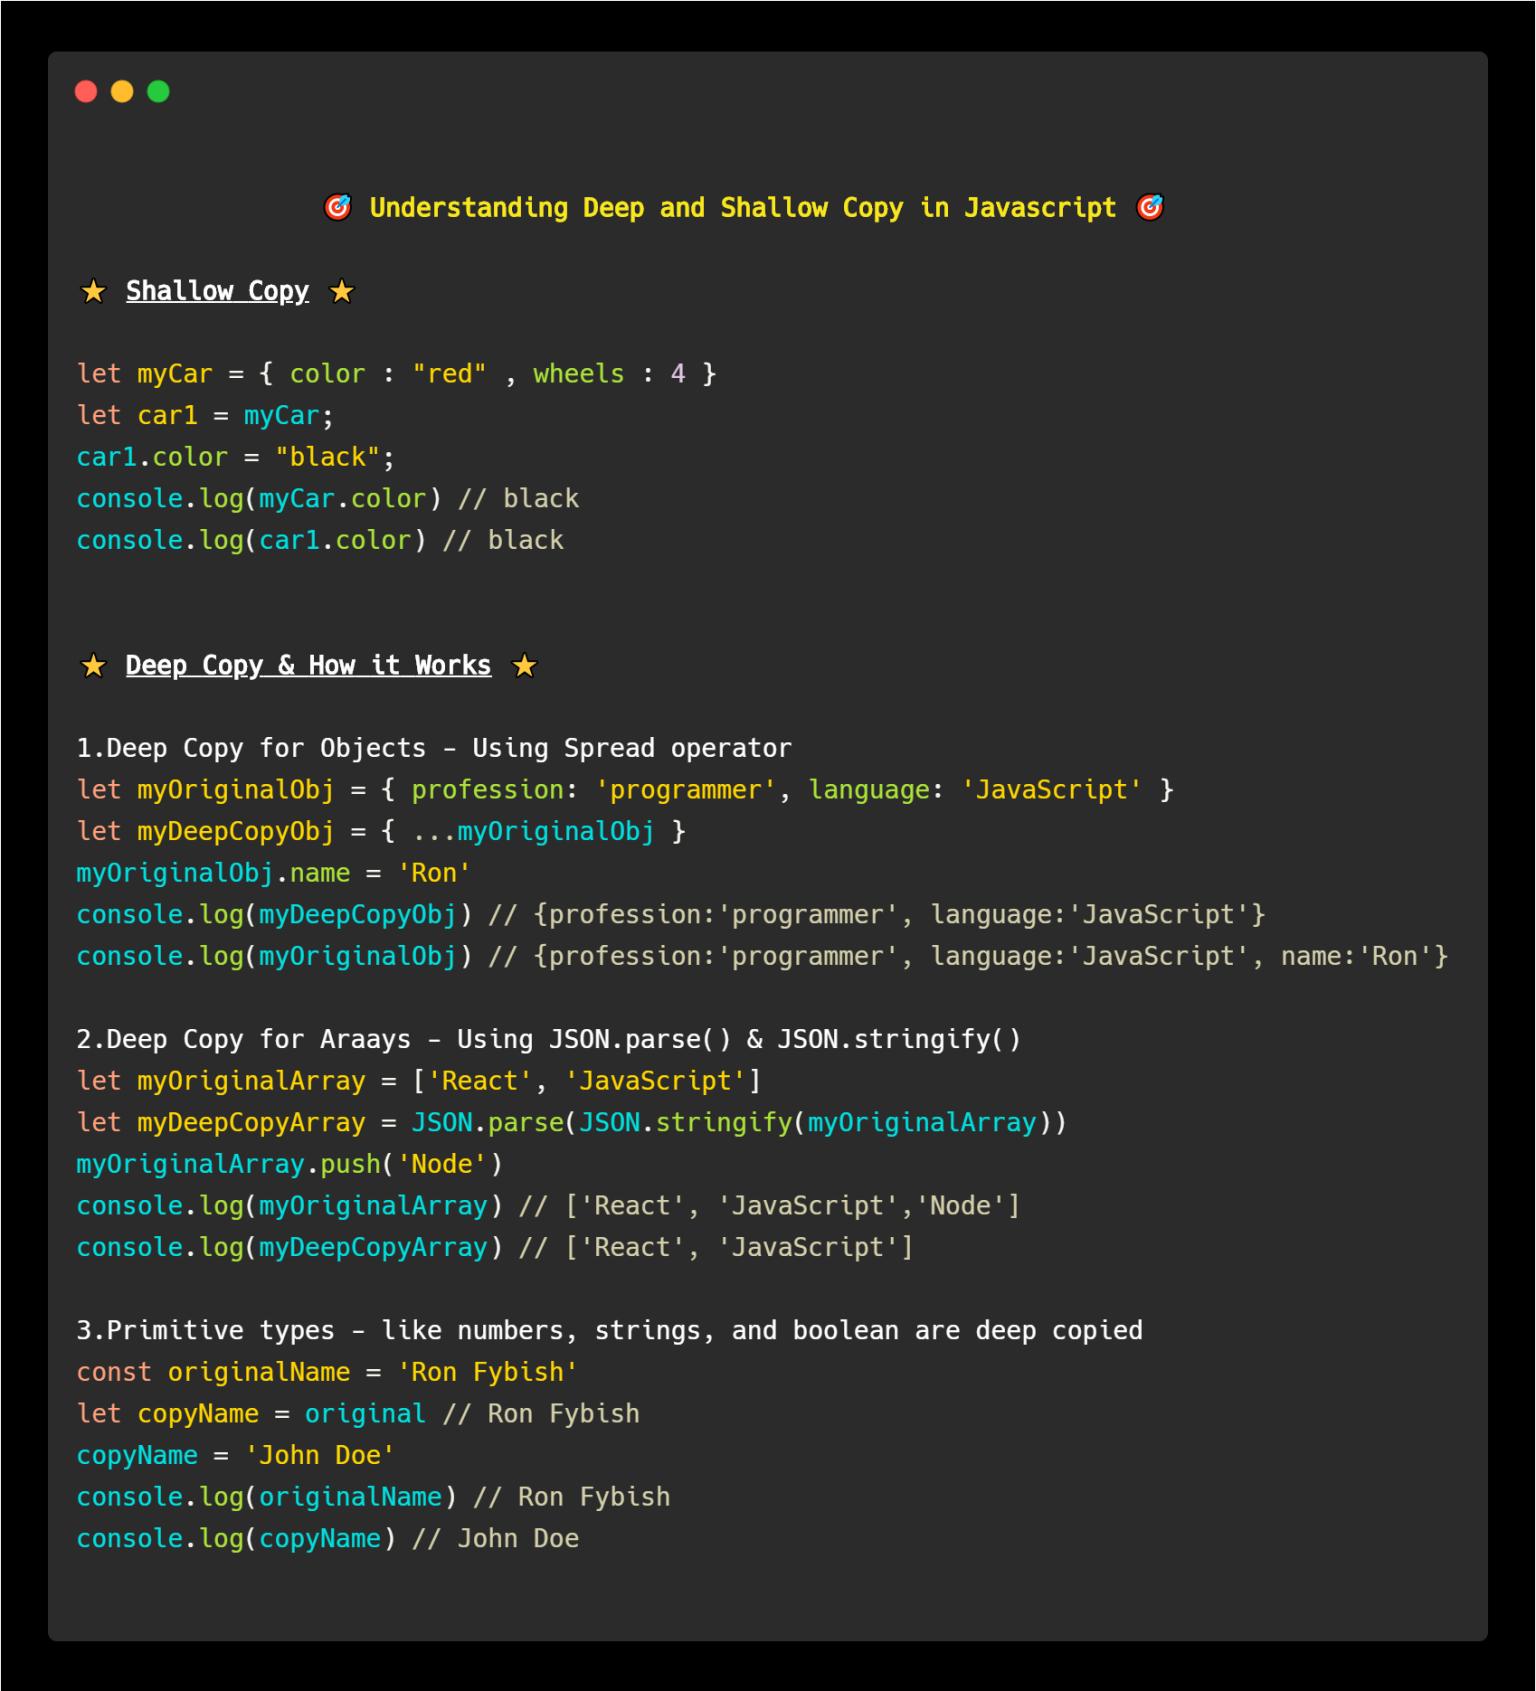 🎯 Understanding Deep and Shallow Copy in Javascript 🎯
⭐ Shallow Copy ⭐
let myCar = { color : "red" , wheels : 4 }
let car1 = myCar;
car1.color = "black";
console.log(myCar.color) // black
console.log(car1.color) // black
⭐ Deep Copy & How it Works ⭐
1.Deep Copy for Objects - Using Spread operator
let myOriginalObj = { profession: 'programmer', language: 'JavaScript' }
let myDeepCopyObj = { ...myOriginalObj }
myOriginalObj.name = 'Ron'
console.log(myDeepCopyObj) // {profession:'programmer', language:'JavaScript'}
console.log(myOriginalObj) // {profession:'programmer', language:'JavaScript', name:'Ron'}
2.Deep Copy for Araays - Using JSON.parse() & JSON.stringify()
let myOriginalArray = ['React', 'JavaScript']
let myDeepCopyArray = JSON.parse(JSON.stringify(myOriginalArray))
myOriginalArray.push('Node')
console.log(myOriginalArray) // ['React', 'JavaScript','Node']
console.log(myDeepCopyArray) // ['React', 'JavaScript']
3.Primitive types - like numbers, strings, and boolean are deep copied
const originalName = 'Ron Fybish'
let copyName = original // Ron Fybish
copyName = 'John Doe'
console.log(originalName) // Ron Fybish
console.log(copyName) // John Doe